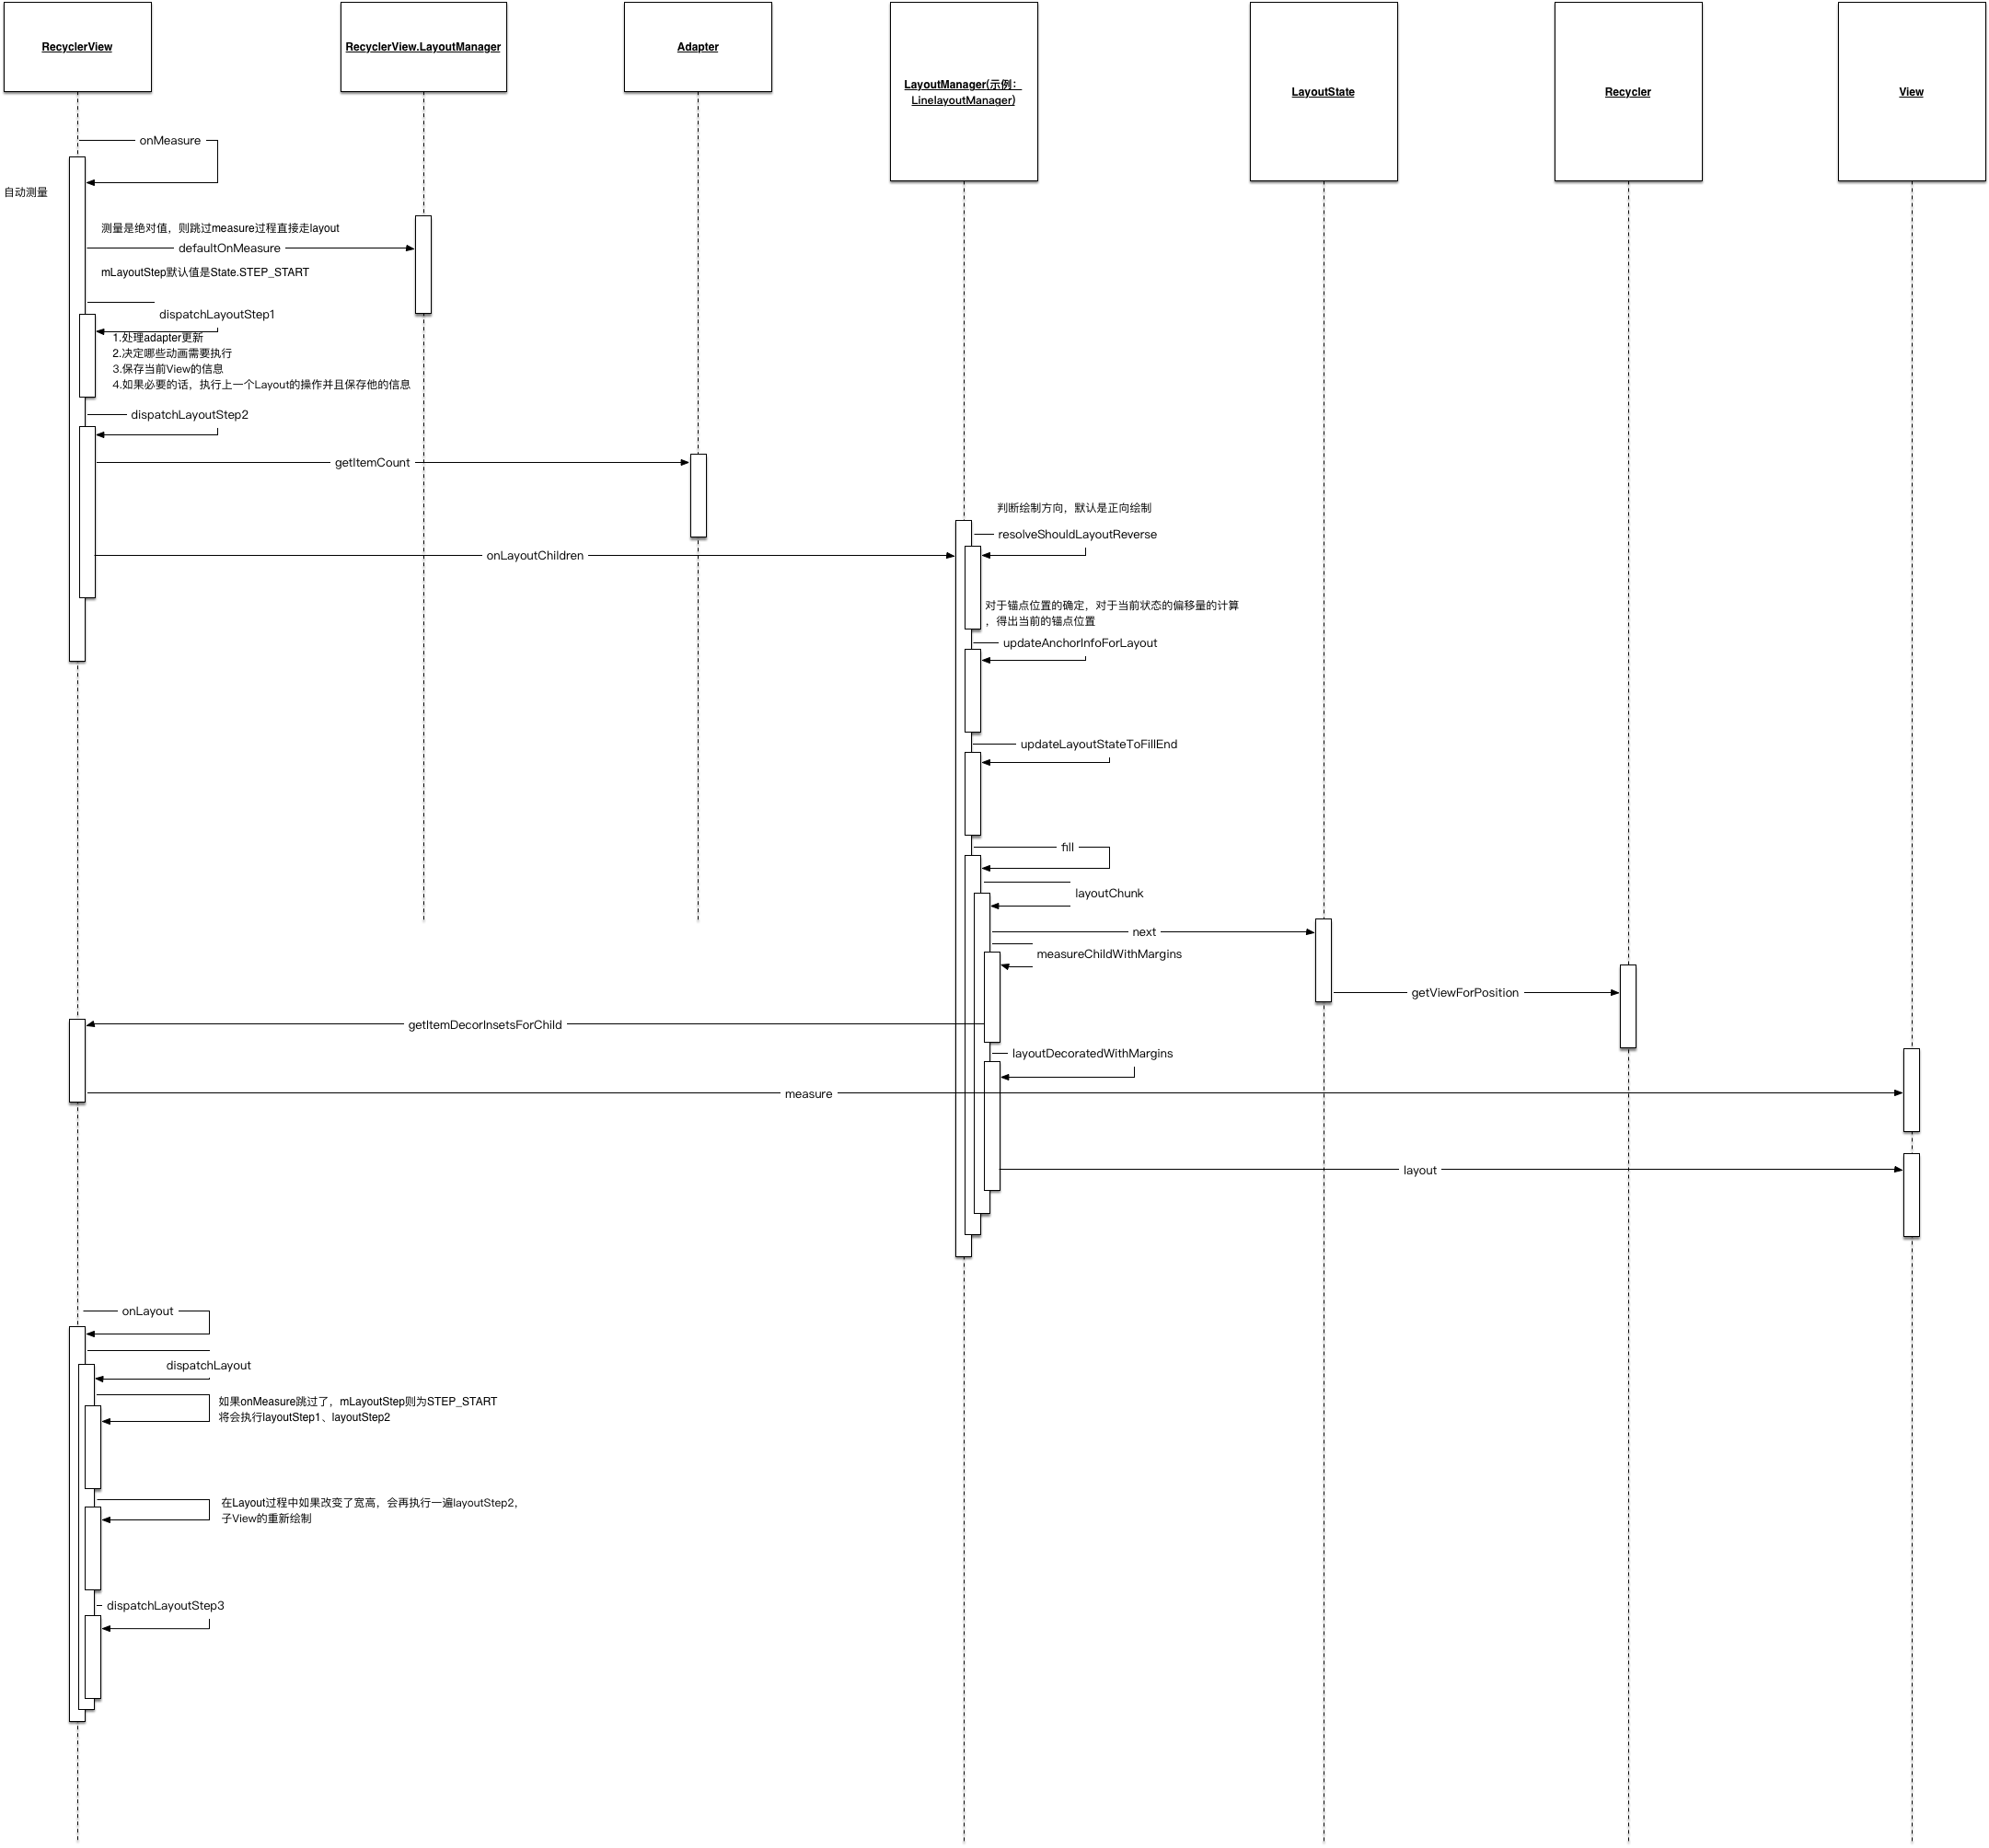 RecyclerView
RecyclerView.LayoutManager
Adapter
LayoutManager(示例：
LinelayoutManager)
LayoutState
Recycler
View
onMeasure
自动测量
测量是绝对值，则跳过measure过程直接走layout
defaultOnMeasure
mLayoutStep默认值是State.STEP_START
dispatchLayoutStep1
1.处理adapter更新
2.决定哪些动画需要执行
3.保存当前View的信息
4.如果必要的话，执行上一个Layout的操作并且保存他的信息
dispatchLayoutStep2
getItemCount
判断绘制方向，默认是正向绘制
resolveShouldLayoutReverse
onLayoutChildren
对于锚点位置的确定，对于当前状态的偏移量的计算
，得出当前的锚点位置
updateAnchorInfoForLayout
updateLayoutStateToFillEnd
fill
layoutChunk
next
measureChildWithMargins
getViewForPosition
getItemDecorInsetsForChild
layoutDecoratedWithMargins
measure
layout
onLayout
dispatchLayout
如果onMeasure跳过了，mLayoutStep则为STEP_START
将会执行layoutStep1、layoutStep2
在Layout过程中如果改变了宽高，会再执行一遍layoutStep2，
子View的重新绘制
dispatchLayoutStep3